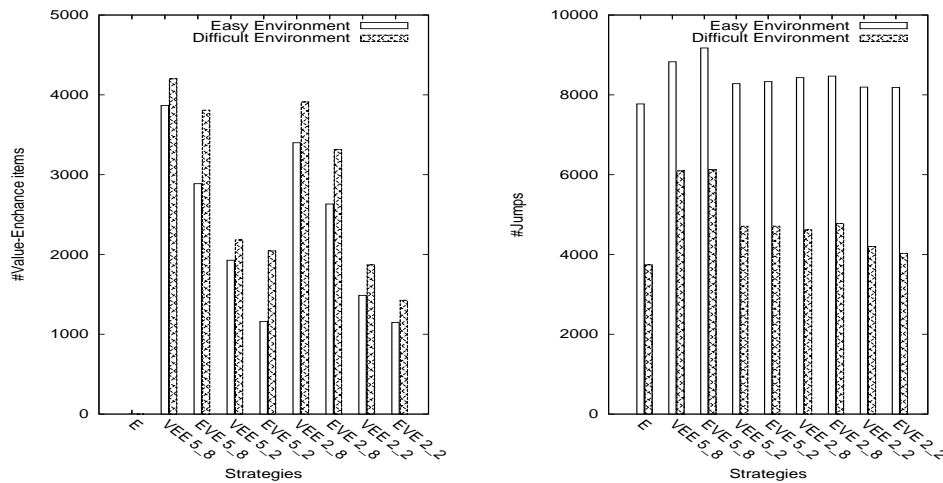 Easy Environment
Difficult Environment
5000
4000
3000
2000
1000
0
#Value-Enchance items
E
VEE 5_8
EVE 5_8
VEE 5_2
EVE 5_2
VEE 2_8
EVE 2_8
VEE 2_2
EVE 2_2
Strategies
Easy Environment
Difficult Environment
10000
8000
6000
4000
2000
0
#Jumps
E
VEE 5_8
EVE 5_8
VEE 5_2
EVE 5_2
VEE 2_8
EVE 2_8
VEE 2_2
EVE 2_2
Strategies